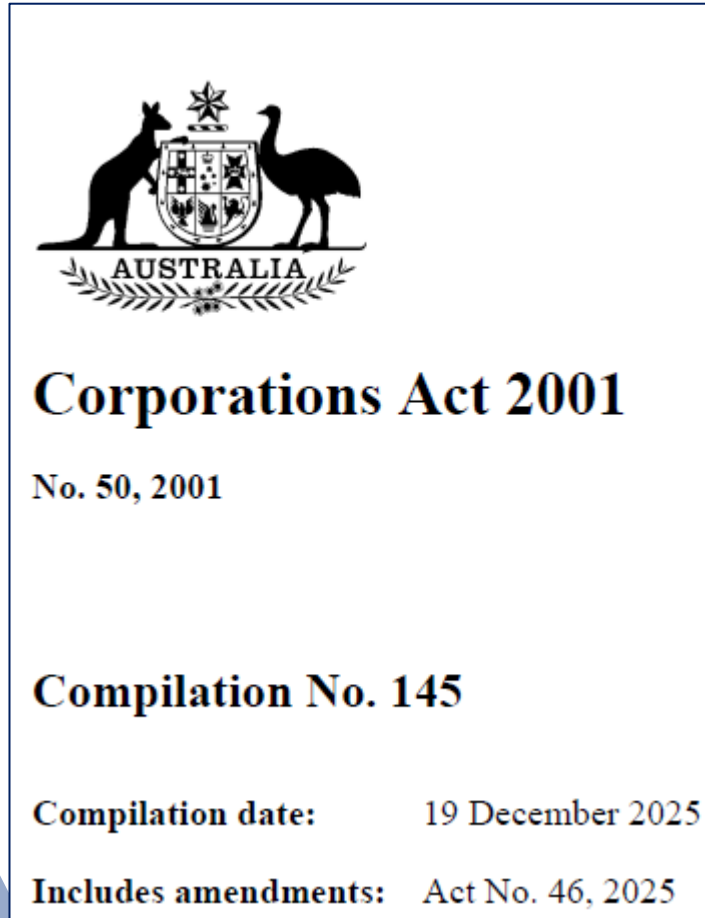 AUSTRALIA
Corporations Act 2001
No. 50, 2001
Compilation No. 145
Compilation date: 19 December 2025
Includes amendments: Act No. 46, 2025